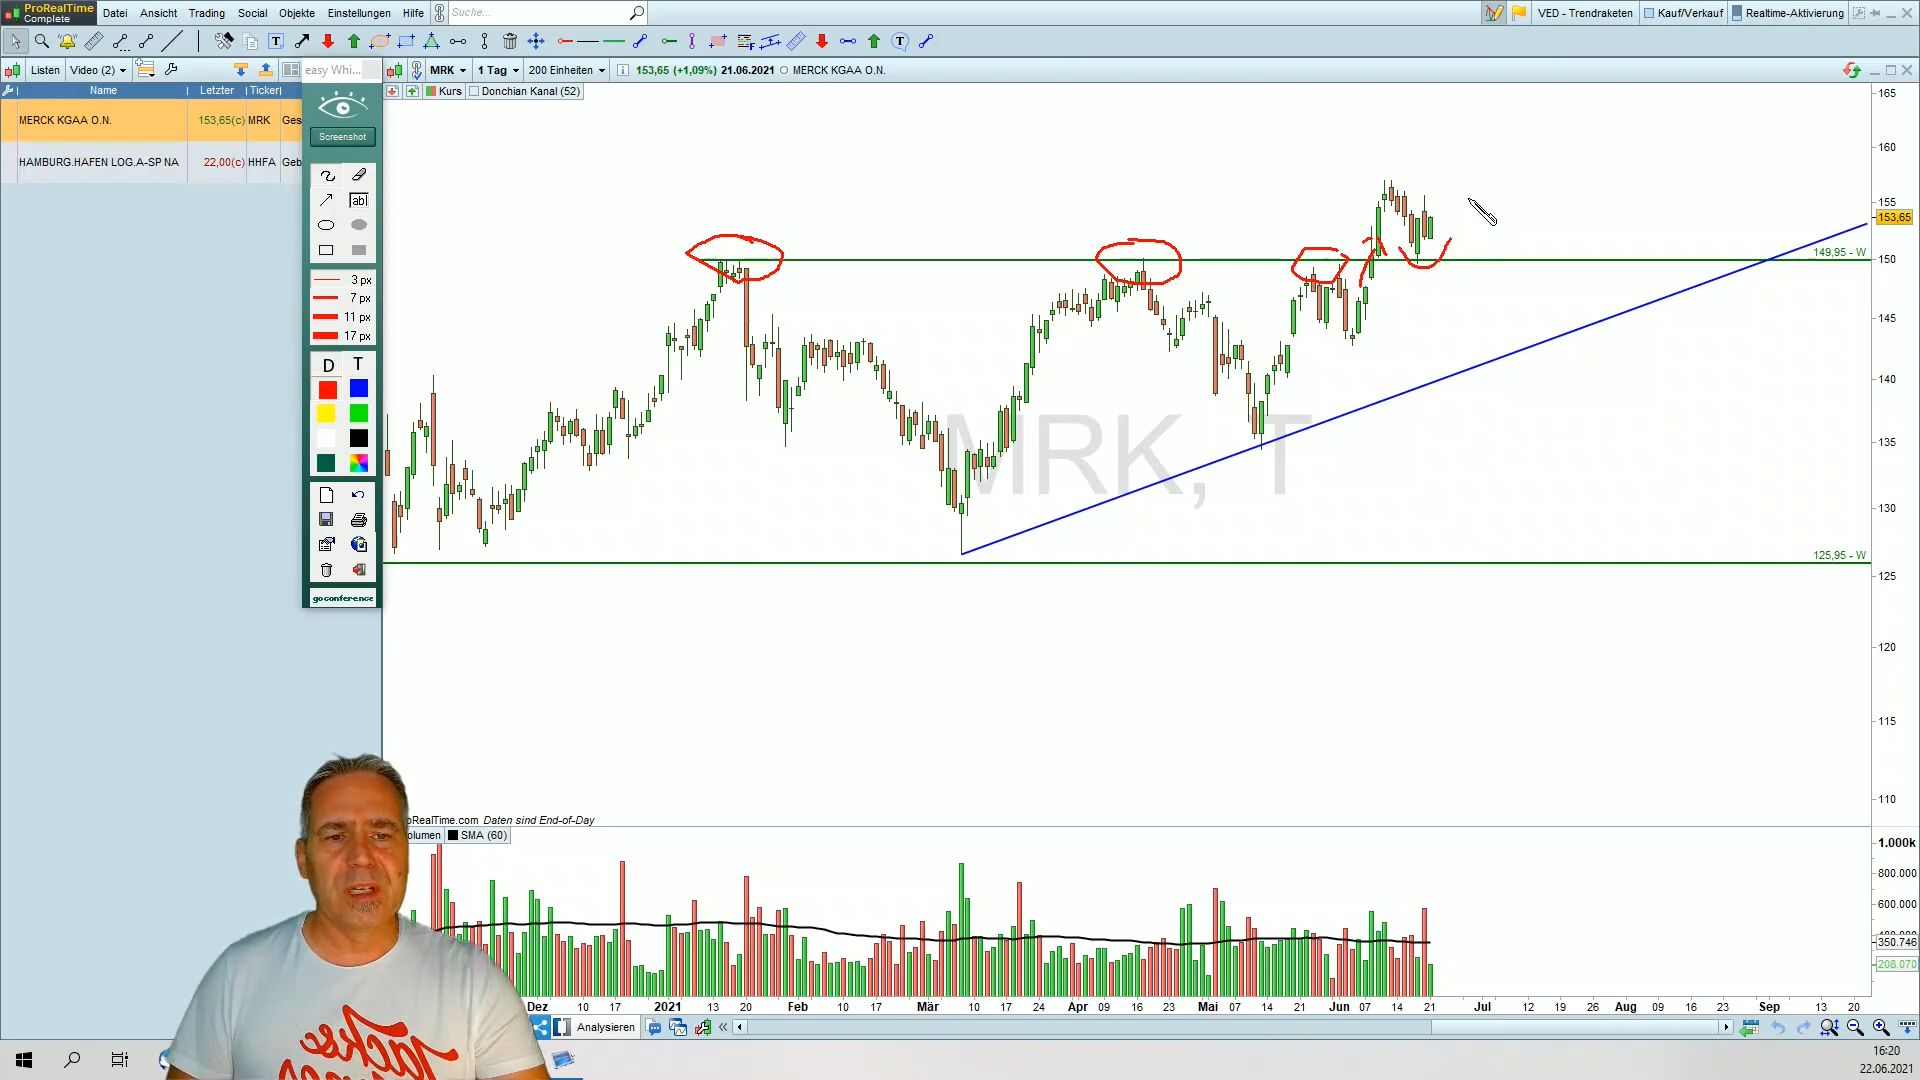 ProRealTime Complete Datei Ansicht Trading Social Objekte Einstellungen Hilfe Suche... VED - Trendraketen Kauf/Verkauf Realtime-Aktivierung
Listen Video (2) easy Whi... MRK 1 Tag 200 Einheiten 153,65 (+1,09%) 21.06.2021 MERCK KGAA O.N.
Name Letzter Ticker Kurs Donchian Kanal (52)
MERCK KGAA O.N. 153,65(c) MRK Ges
HAMBURG.HAFEN LOG.A-SP NA 22,00(c) HHFA Geb
Screenshot
ab
3 px
7 px
11 px
17 px
D T
goconference
MRK, T
165
160
155
153,65
149,95 - W
150
145
140
135
130
125,95 - W
125
120
115
110
ProRealTime.com Daten sind End-of-Day
olumen SMA (60)
1.000k
800.000
600.000
350.746
208.070
Dez 10 17 2021 13 20 Feb 10 17 Mär 10 17 24 Apr 09 16 23 Mai 07 14 21 Jun 07 14 21 Jul 12 19 26 Aug 09 16 23 Sep 13 20
Analysieren
16:20
22.06.2021